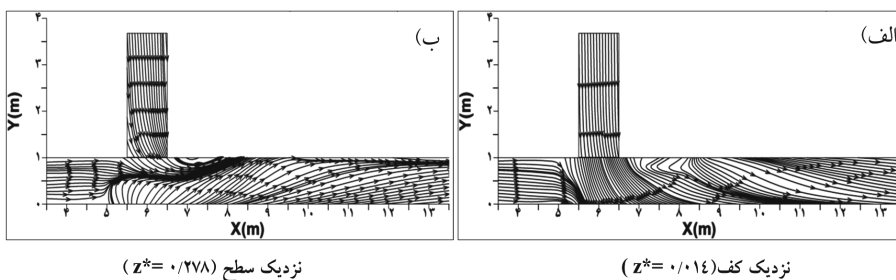 الف)
ب)
۴
۳
۲
۱
۰
Y(m)
۴ ۵ ۶ ۷ ۸ ۹ ۱۰ ۱۱ ۱۲ ۱۳
X(m)
۴
۳
۲
۱
۰
Y(m)
۴ ۵ ۶ ۷ ۸ ۹ ۱۰ ۱۱ ۱۲ ۱۳
X(m)
نزدیک کف (z*= ۰/۰۱٤ )
نزدیک سطح (z*= ۰/۲۷۸ )